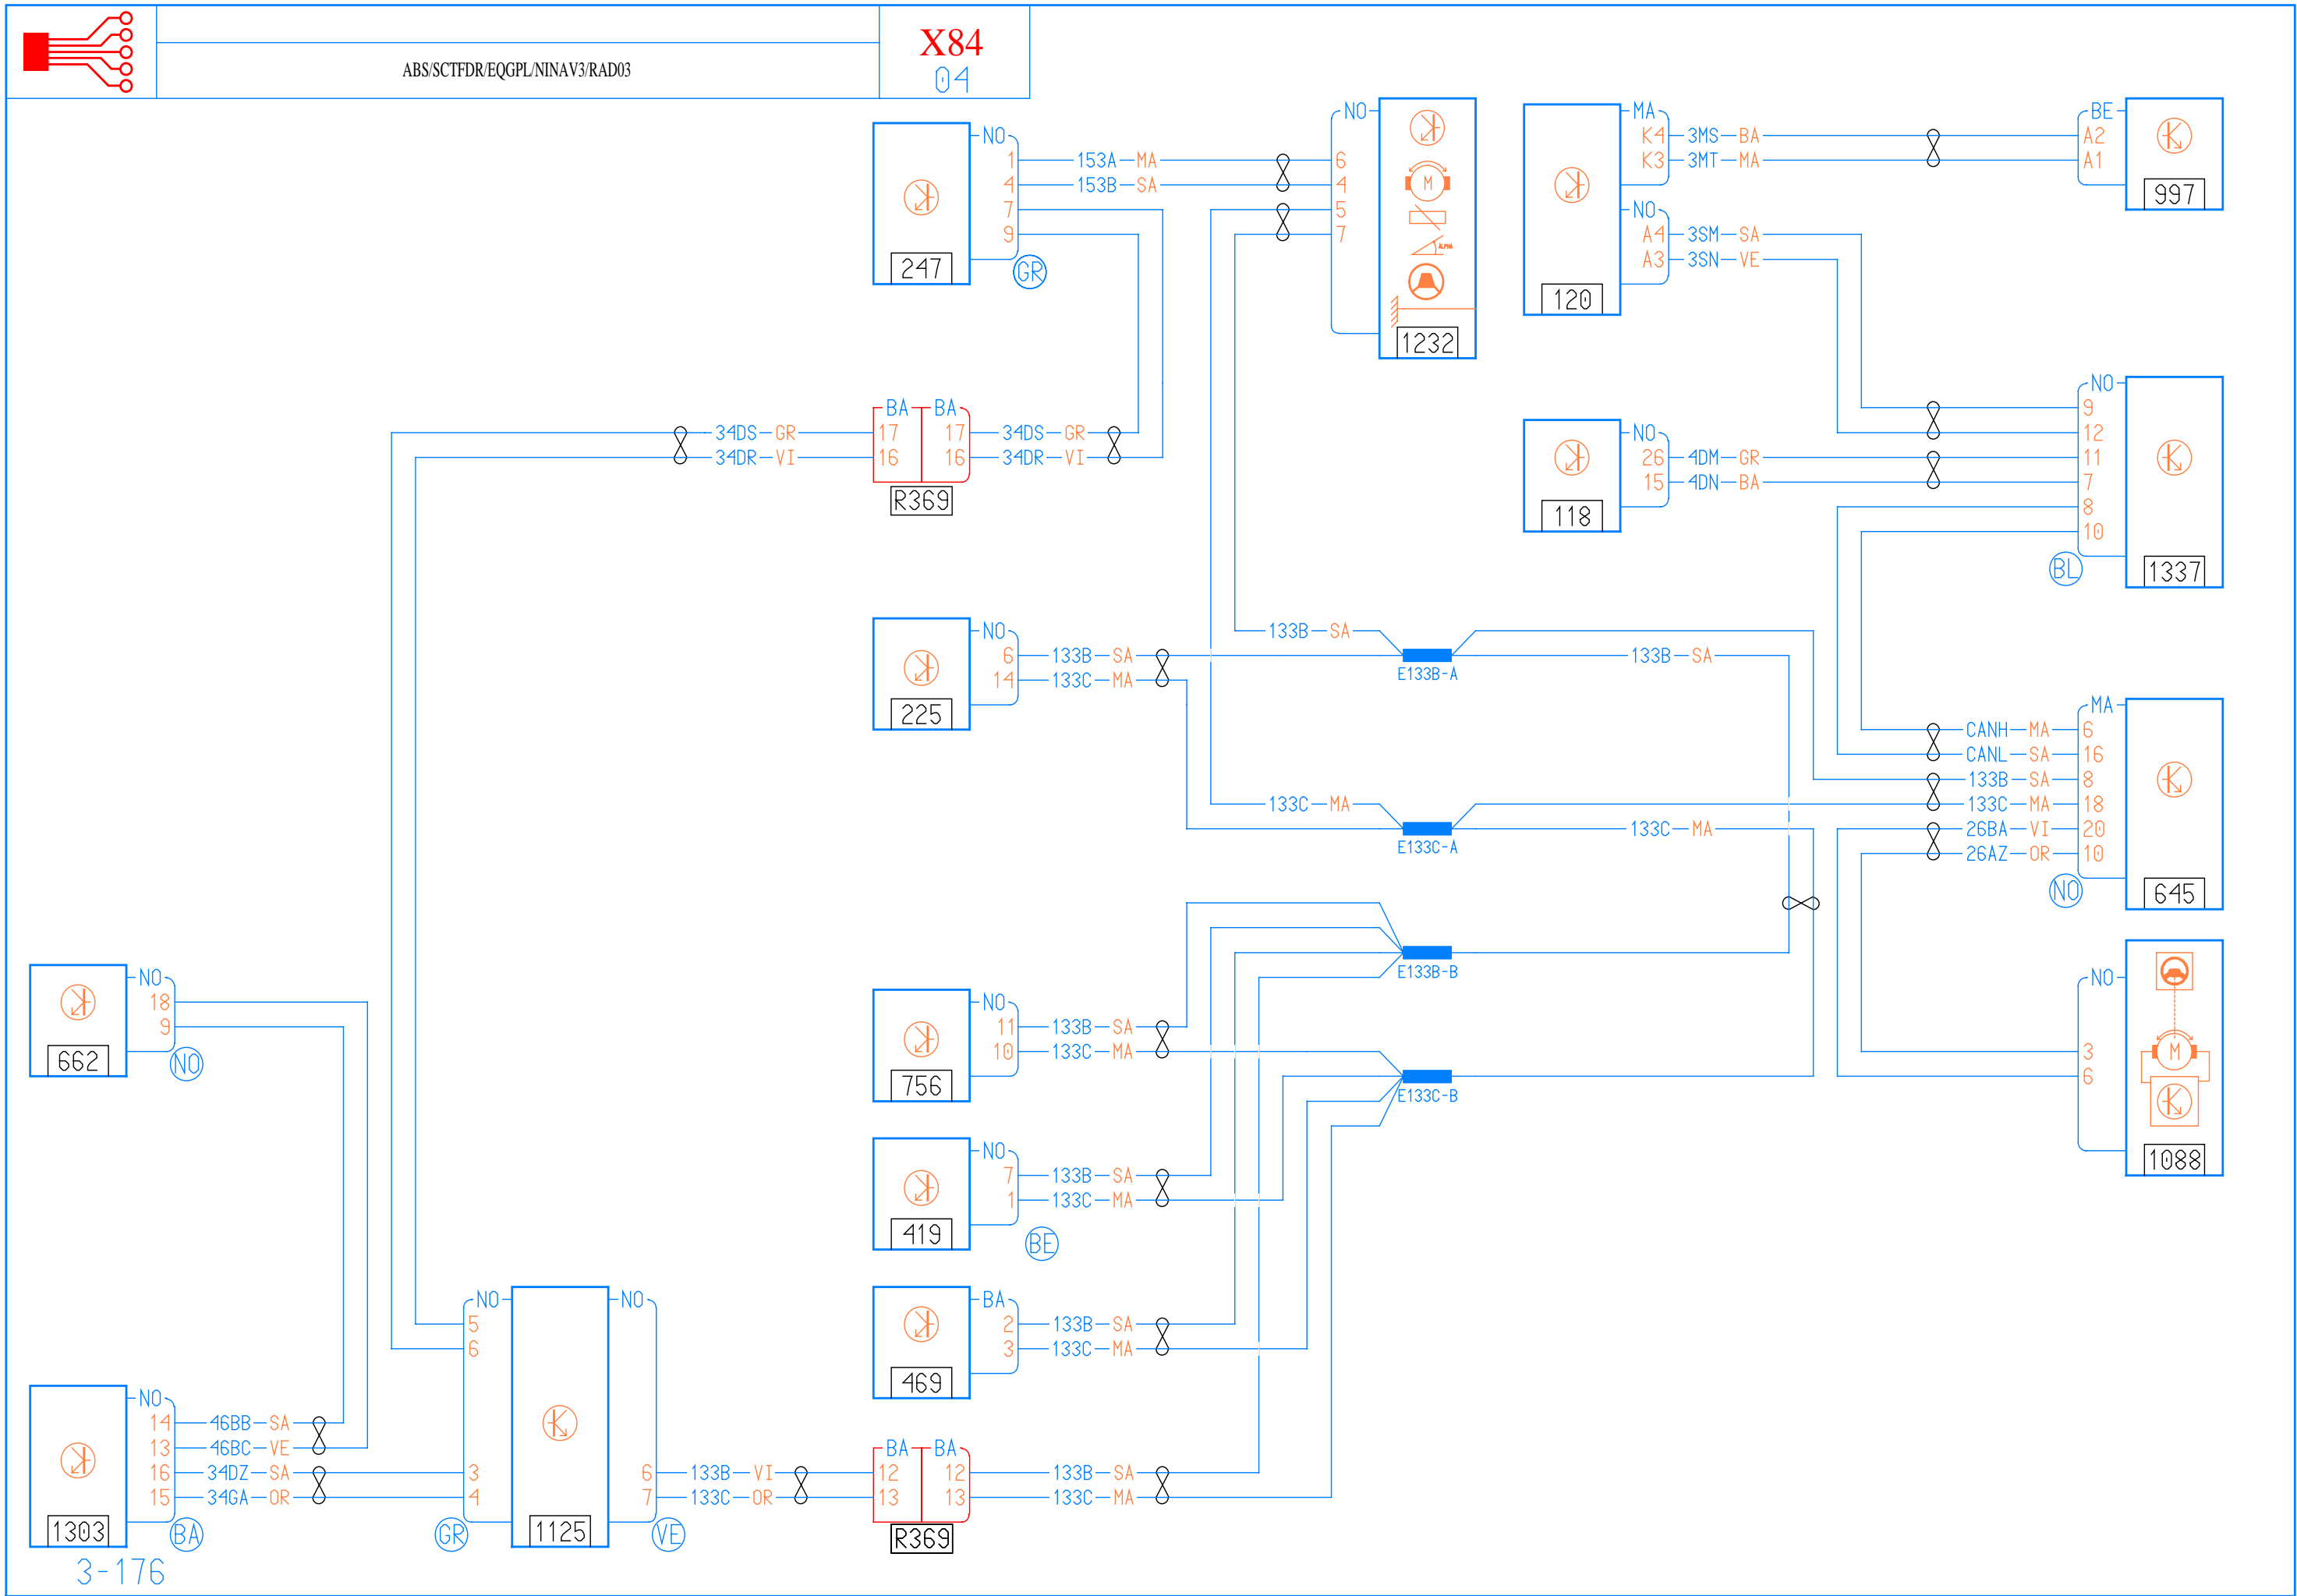 X84
ABS/SCTFDR/EQGPL/NINAV3/RAD03
04
NO
1 153A MA
4 153B SA
7
9
247
GR
NO
6
4
5
7
M
ALPHA
1232
MA
K4 3MS BA
K3 3MT MA
NO
A4 3SM SA
A3 3SN VE
120
BE
A2
A1
997
34DS GR
34DR VI
BA BA
17 17
16 16
34DS GR
34DR VI
R369
NO
26 4DM GR
15 4DN BA
118
NO
9
12
11
7
8
10
BL
1337
NO
6 133B SA
14 133C MA
225
133B SA
E133B-A
133B SA
133C MA
E133C-A
133C MA
MA
CANH MA 6
CANL SA 16
133B SA 8
133C MA 18
26BA VI 20
26AZ OR 10
NO
645
E133B-B
E133C-B
NO
18
9
662
NO
NO
11 133B SA
10 133C MA
756
NO
3
6
M
1088
NO
7 133B SA
1 133C MA
419
BE
BA
2 133B SA
3 133C MA
469
NO
14 46BB SA
13 46BC VE
16 34DZ SA
15 34GA OR
1303
BA
NO
5
6
3
4
GR
1125
NO
6 133B VI
7 133C OR
VE
BA BA
12 12
13 13
133B SA
133C MA
R369
3-176